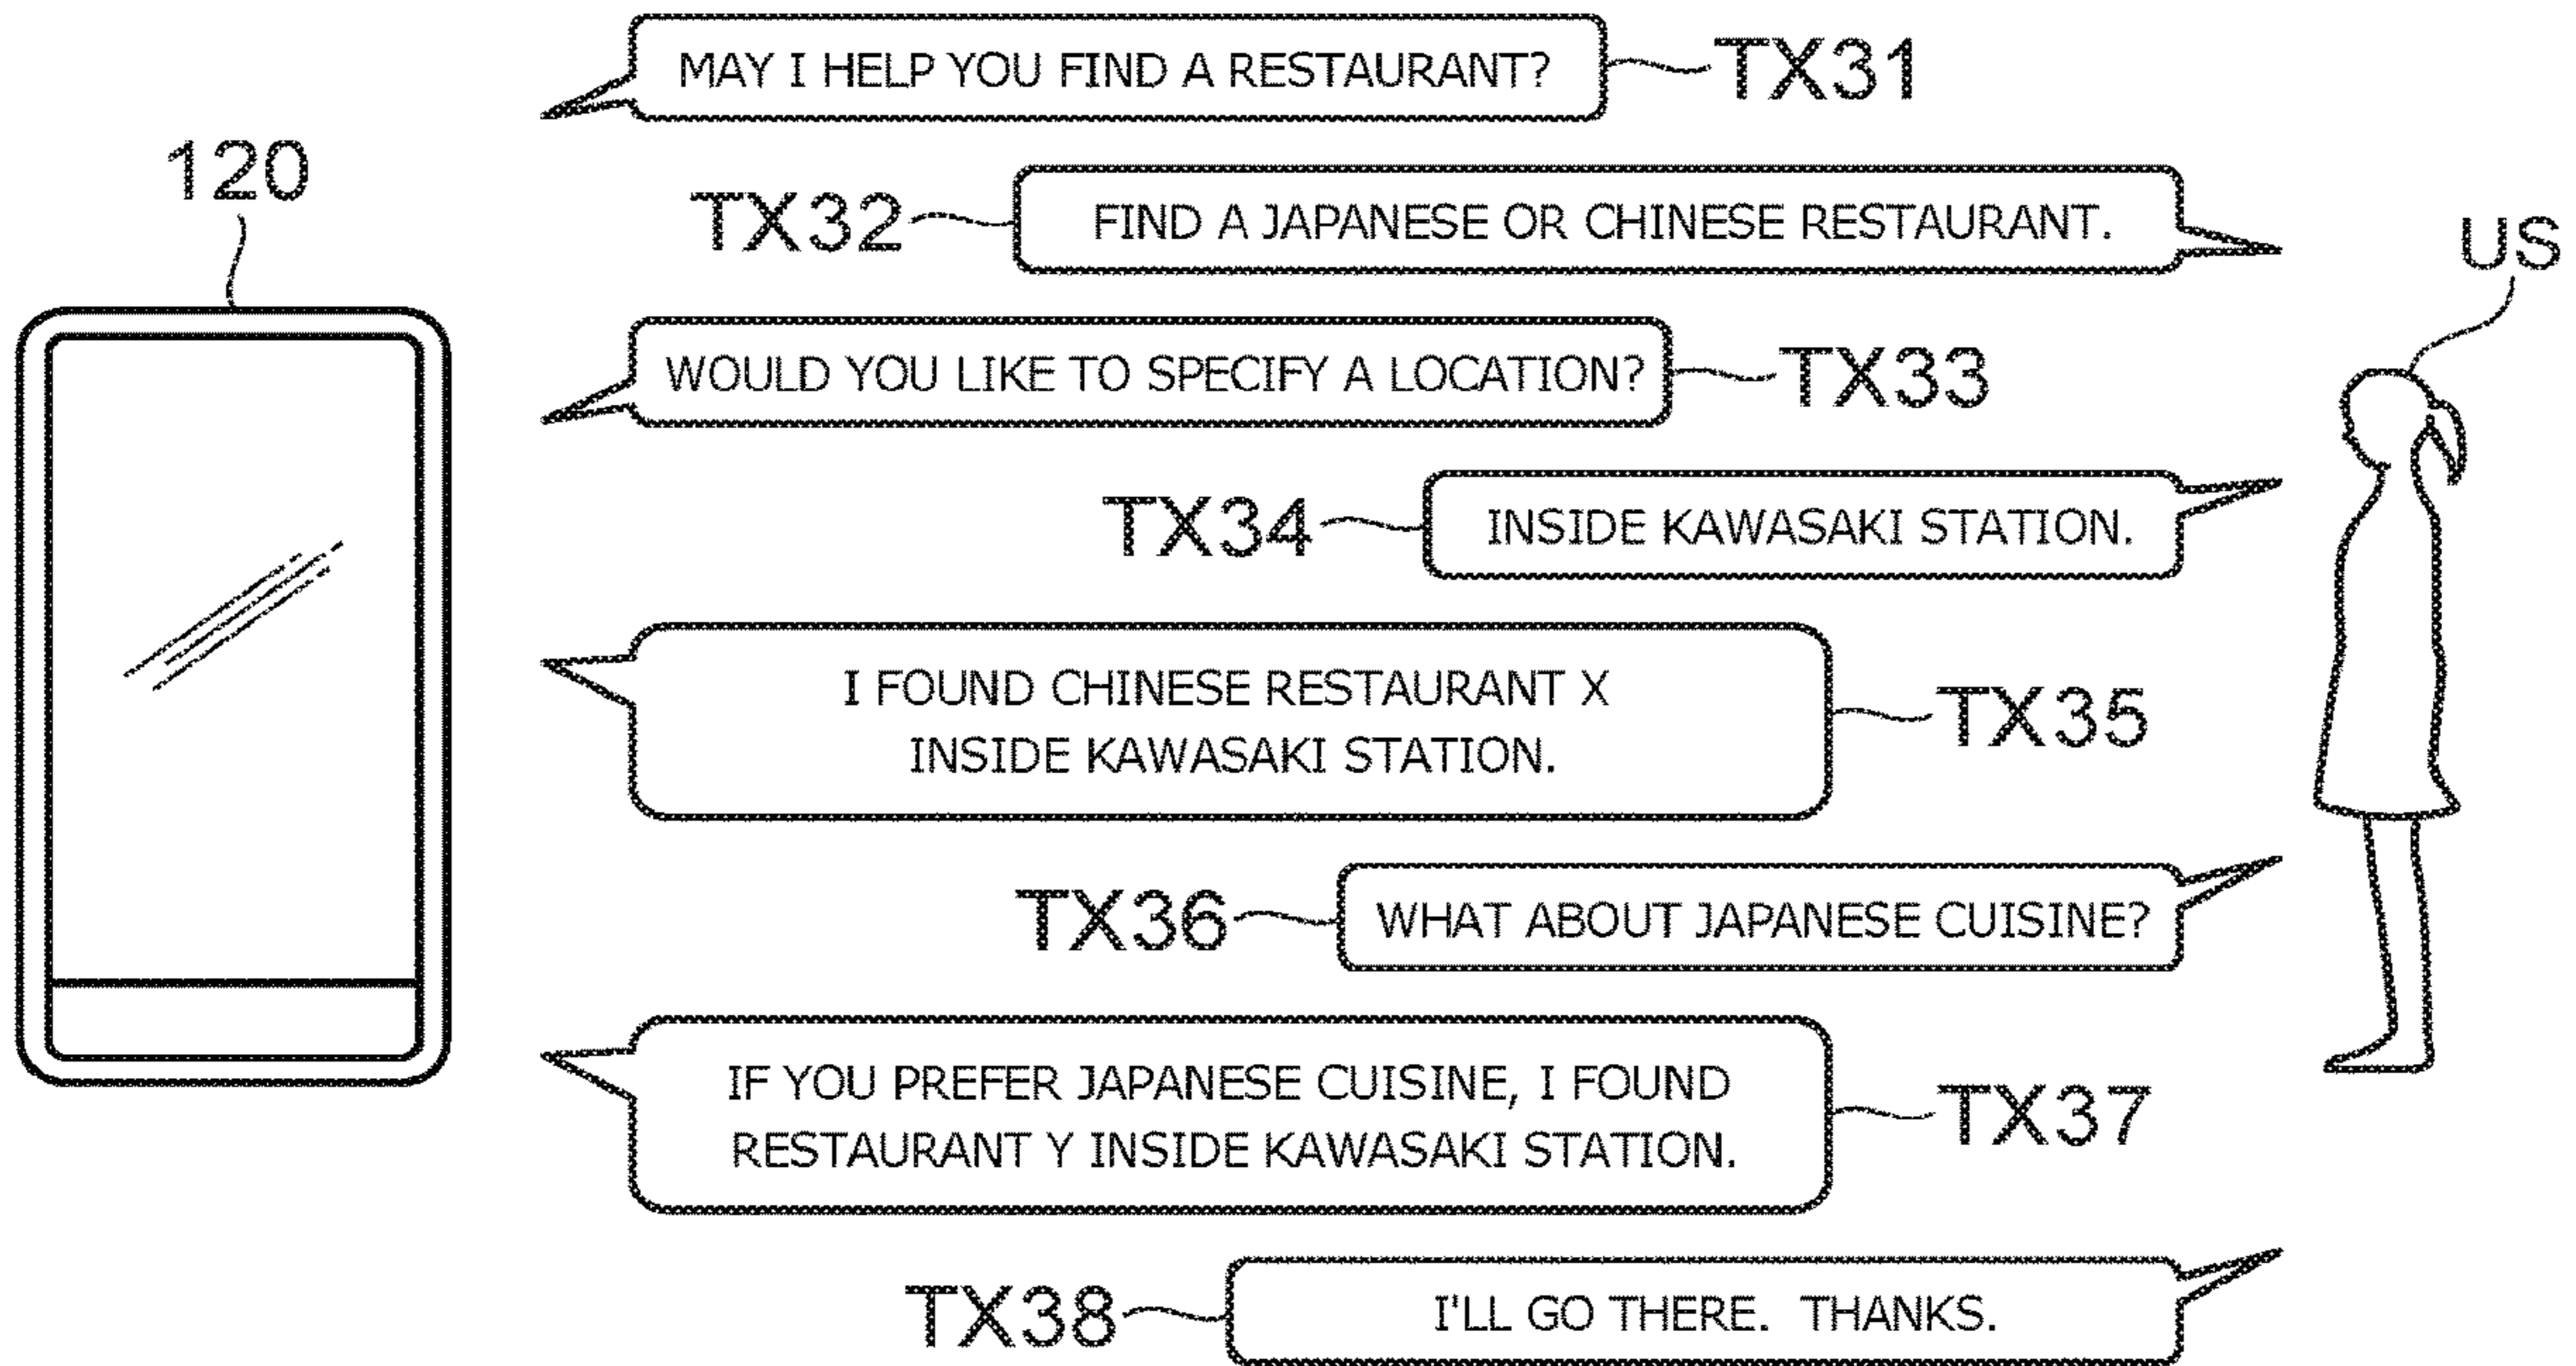 MAY I HELP YOU FIND A RESTAURANT?
TX31
120
TX32
FIND A JAPANESE OR CHINESE RESTAURANT.
US
WOULD YOU LIKE TO SPECIFY A LOCATION?
TX33
TX34
INSIDE KAWASAKI STATION.
I FOUND CHINESE RESTAURANT X
INSIDE KAWASAKI STATION.
TX35
TX36
WHAT ABOUT JAPANESE CUISINE?
IF YOU PREFER JAPANESE CUISINE, I FOUND
RESTAURANT Y INSIDE KAWASAKI STATION.
TX37
TX38
I'LL GO THERE. THANKS.